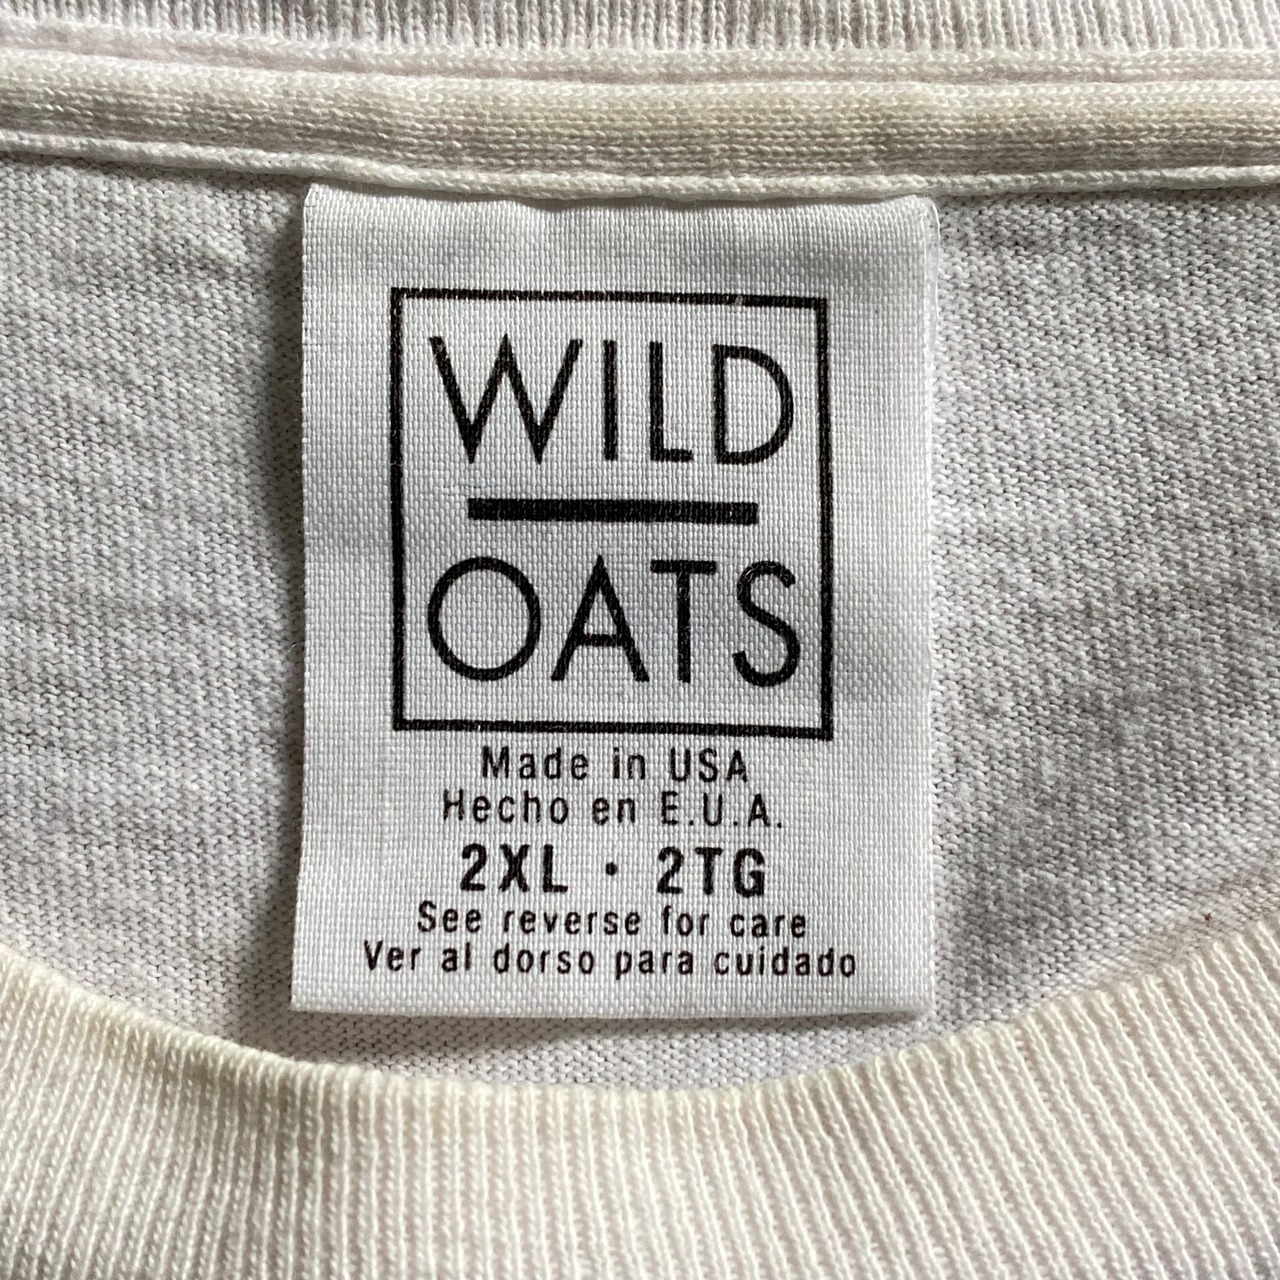 WILD
OATS
Made in USA
Hecho en E.U.A.
2XL • 2TG
See reverse for care
Ver al dorso para cuidado